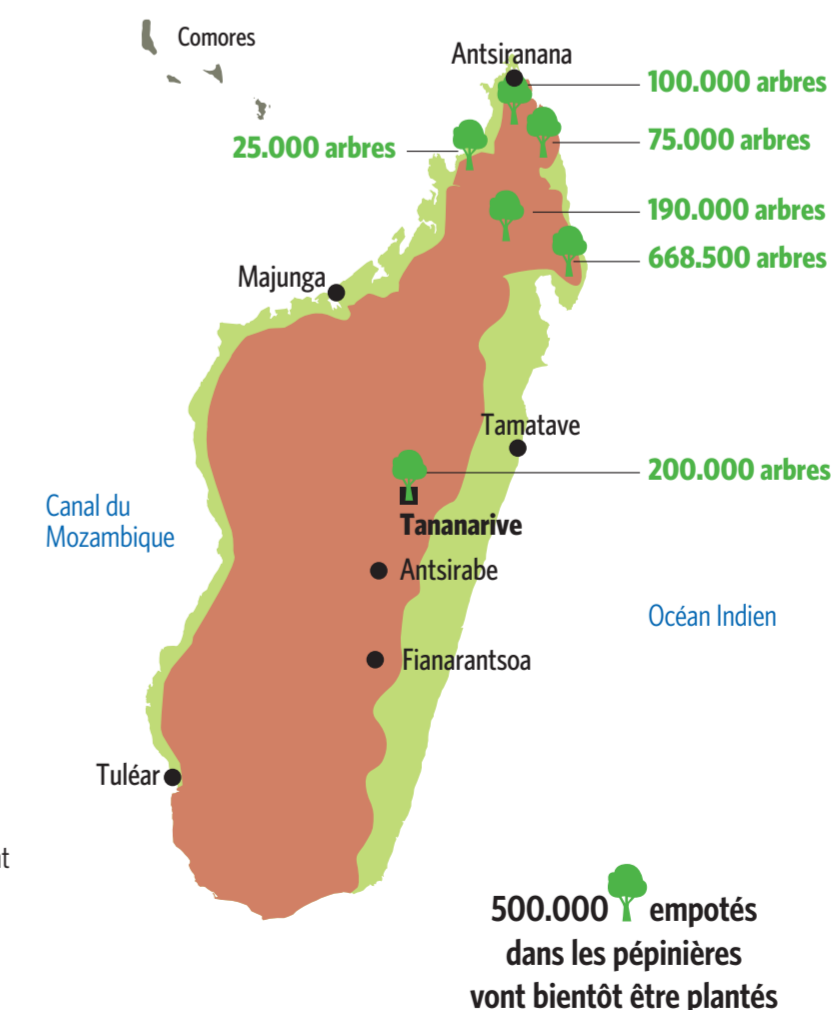 Comores
Antsiranana
100.000 arbres
25.000 arbres
75.000 arbres
190.000 arbres
668.500 arbres
Majunga
Tamatave
200.000 arbres
Canal du
Mozambique
Tananarive
Antsirabe
Océan Indien
Fianarantsoa
Tuléar
500.000 empotés
dans les pépinières
vont bientôt être plantés